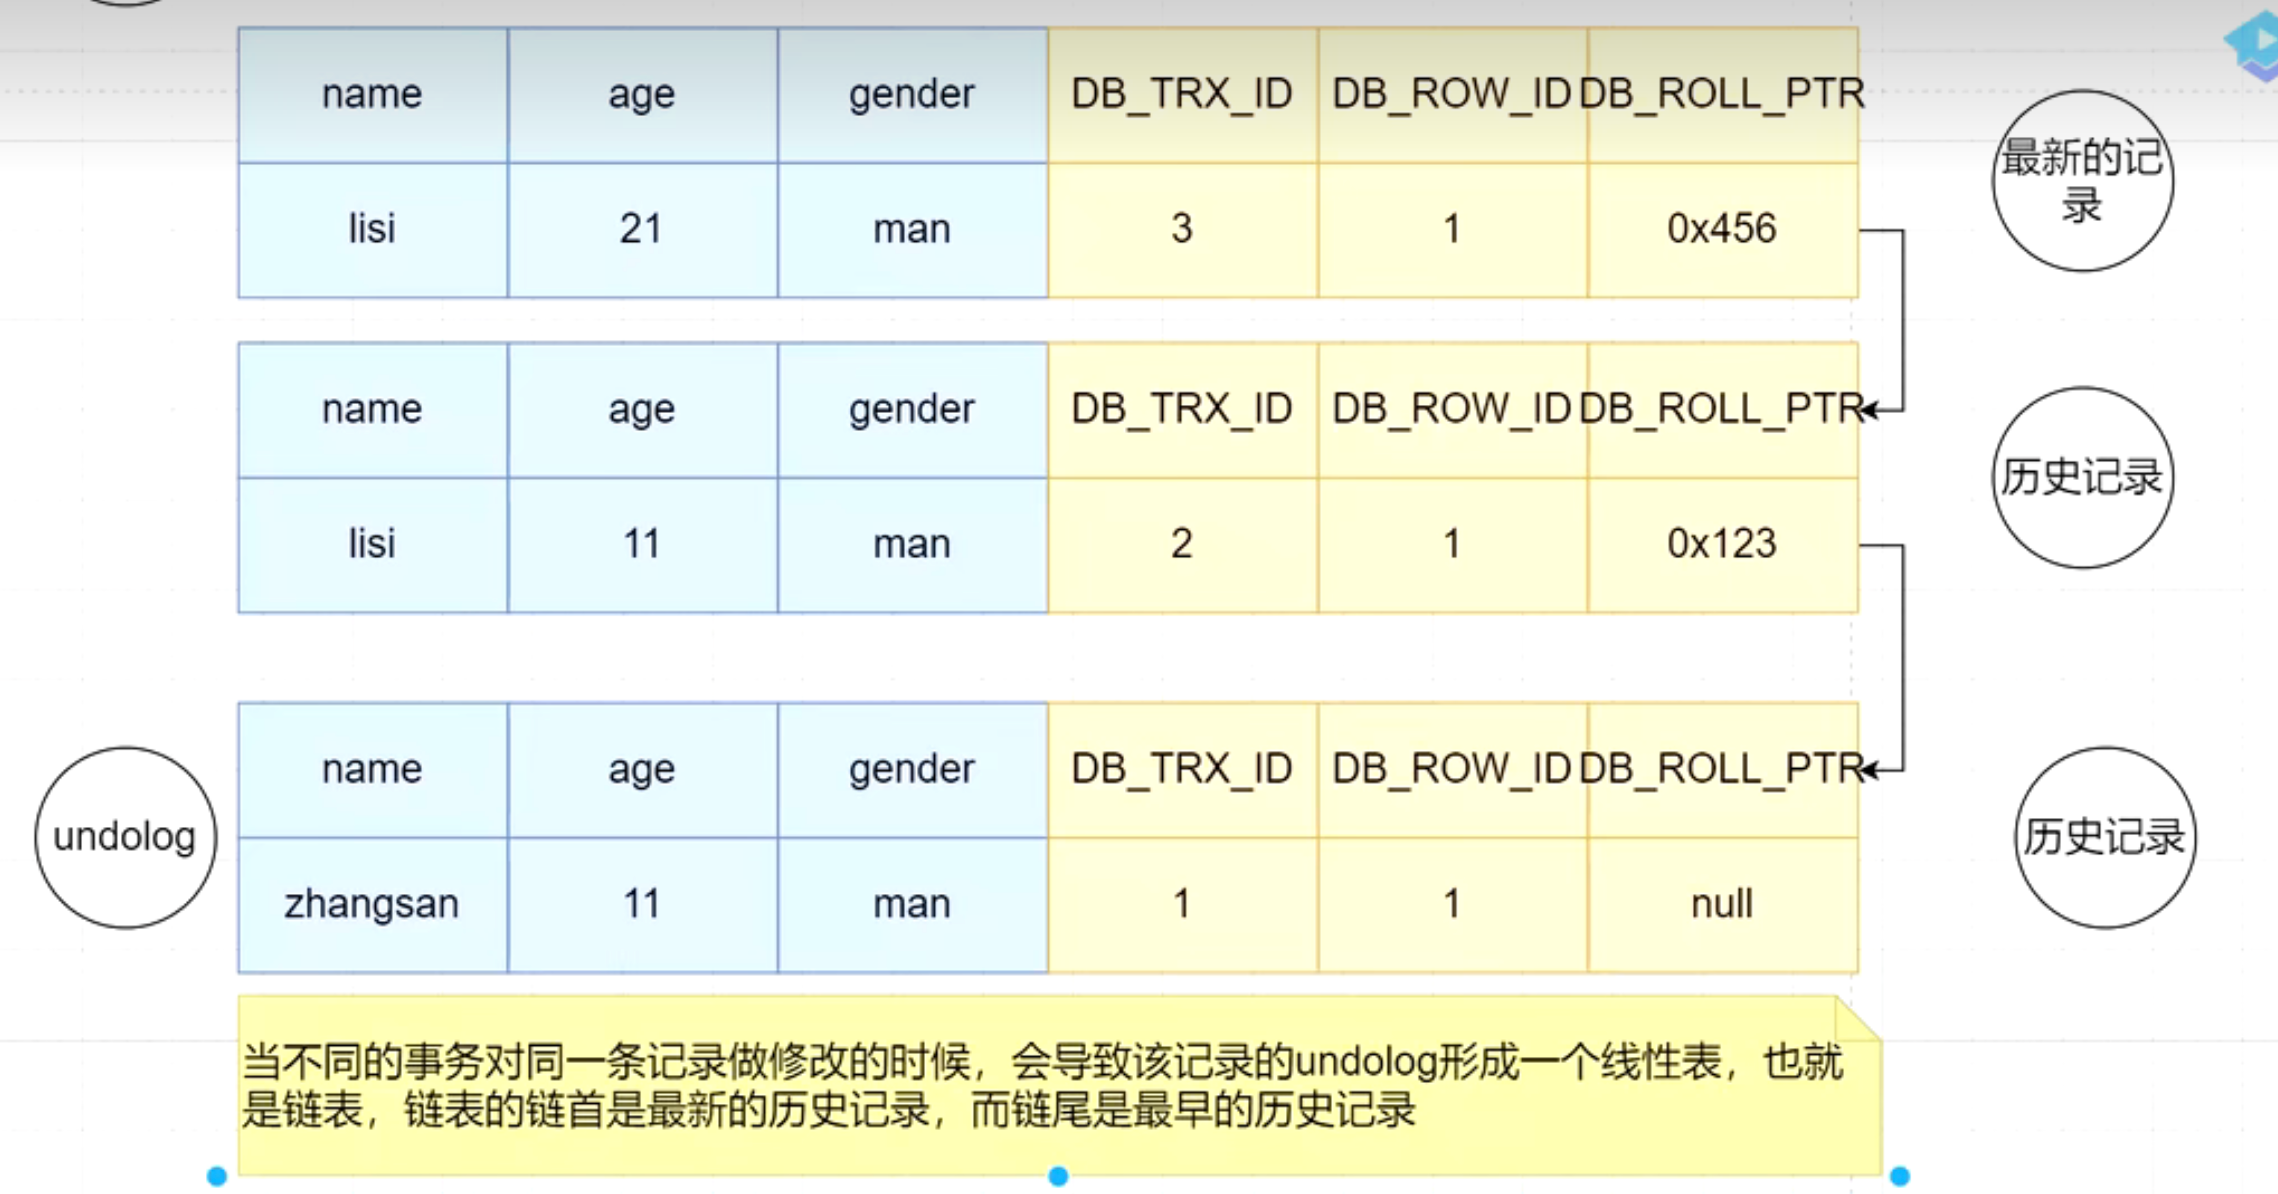 name age gender DB_TRX_ID DB_ROW_ID DB_ROLL_PTR
lisi 21 man 3 1 0x456
最新的记
录
name age gender DB_TRX_ID DB_ROW_ID DB_ROLL_PTR
lisi 11 man 2 1 0x123
历史记录
name age gender DB_TRX_ID DB_ROW_ID DB_ROLL_PTR
undolog
zhangsan 11 man 1 1 null
历史记录
当不同的事务对同一条记录做修改的时候，会导致该记录的undolog形成一个线性表，也就
是链表，链表的链首是最新的历史记录，而链尾是最早的历史记录